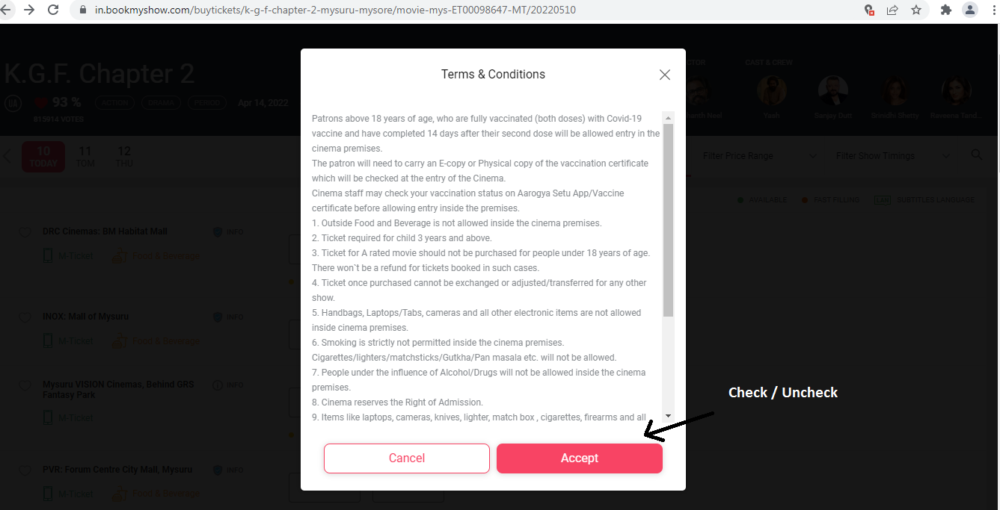 in.bookmyshow.com/buytickets/k-g-f-chapter-2-mysuru-mysore/movie-mys-ET00098647-MT/20220510
K.G.F. Chapter 2
UA
93 %
ACTION
DRAMA
PERIOD
Apr 14, 2022
815914 VOTES
CAST & CREW
Yash
Sanjay Dutt
Srinidhi Shetty
Raveena Tand...
10
TODAY
11
TOM
12
THU
Filter Price Range
Filter Show Timings
AVAILABLE
FAST FILLING
LAN
SUBTITLES LANGUAGE
DRC Cinemas: BM Habitat Mall
INFO
M-Ticket
Food & Beverage
INOX: Mall of Mysuru
INFO
M-Ticket
Food & Beverage
Mysuru VISION Cinemas, Behind GRS
Fantasy Park
INFO
M-Ticket
PVR: Forum Centre City Mall, Mysuru
INFO
M-Ticket
Food & Beverage
Terms & Conditions
Patrons above 18 years of age, who are fully vaccinated (both doses) with Covid-19
vaccine and have completed 14 days after their second dose will be allowed entry in the
cinema premises.
The patron will need to carry an E-copy or Physical copy of the vaccination certificate
which will be checked at the entry of the Cinema.
Cinema staff may check your vaccination status on Aarogya Setu App/Vaccine
certificate before allowing entry inside the premises.
1. Outside Food and Beverage is not allowed inside the cinema premises.
2. Ticket required for child 3 years and above.
3. Ticket for A rated movie should not be purchased for people under 18 years of age.
There won`t be a refund for tickets booked in such cases.
4. Ticket once purchased cannot be exchanged or adjusted/transferred for any other
show.
5. Handbags, Laptops/Tabs, cameras and all other electronic items are not allowed
inside cinema premises.
6. Smoking is strictly not permitted inside the cinema premises.
Cigarettes/lighters/matchsticks/Gutkha/Pan masala etc. will not be allowed.
7. People under the influence of Alcohol/Drugs will not be allowed inside the cinema
premises.
8. Cinema reserves the Right of Admission.
9. Items like laptops, cameras, knives, lighter, match box , cigarettes, firearms and all
Cancel
Accept
Check / Uncheck